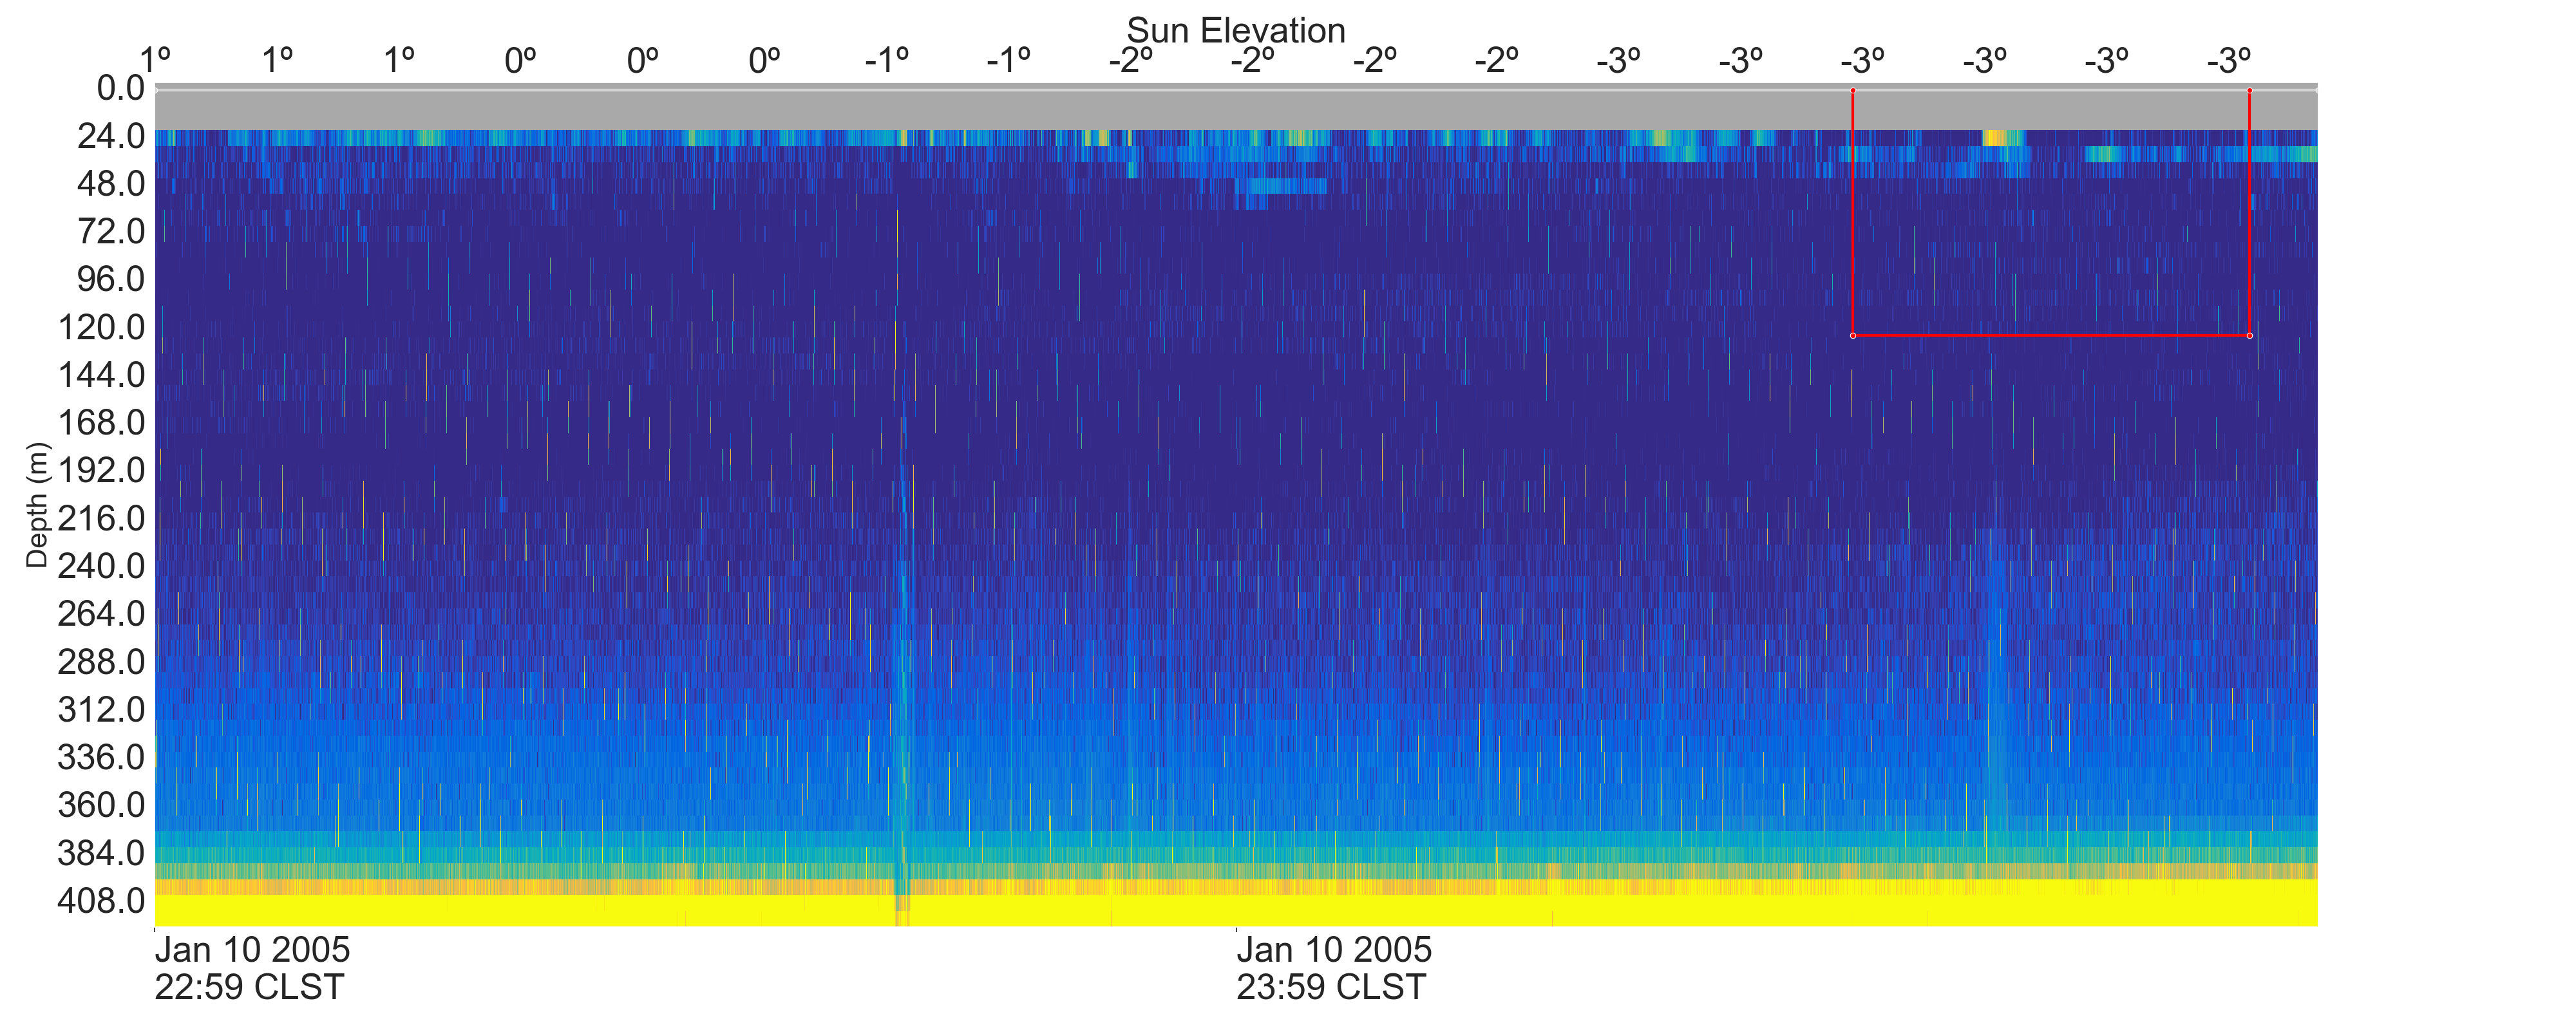 Sun Elevation
1º 1º 1º 0º 0º 0º -1º -1º -2º -2º -2º -2º -3º -3º -3º -3º -3º -3º
0.0
24.0
48.0
72.0
96.0
120.0
144.0
168.0
192.0
216.0
240.0
264.0
288.0
312.0
336.0
360.0
384.0
408.0
Depth (m)
Jan 10 2005
22:59 CLST
Jan 10 2005
23:59 CLST